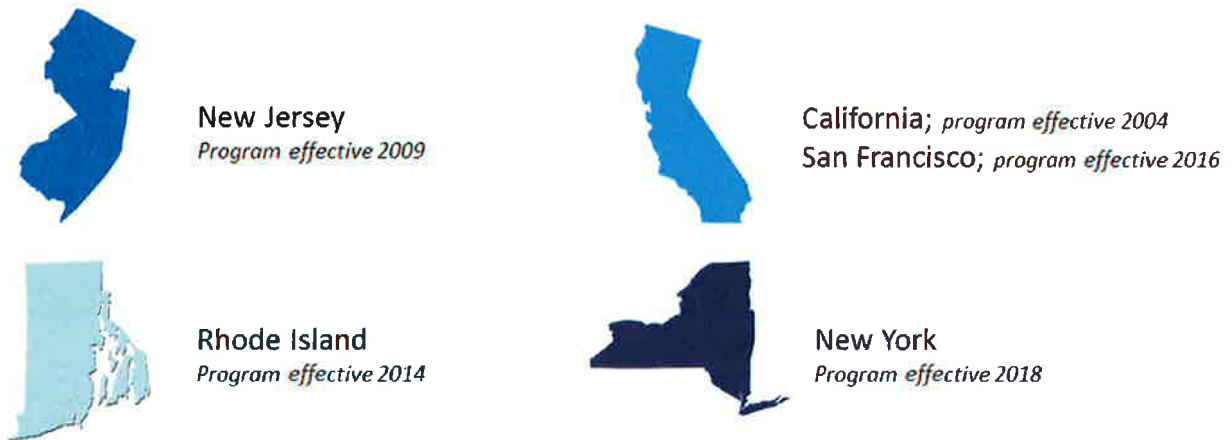 New Jersey
Program effective 2009
California; program effective 2004
San Francisco; program effective 2016
Rhode Island
Program effective 2014
New York
Program effective 2018